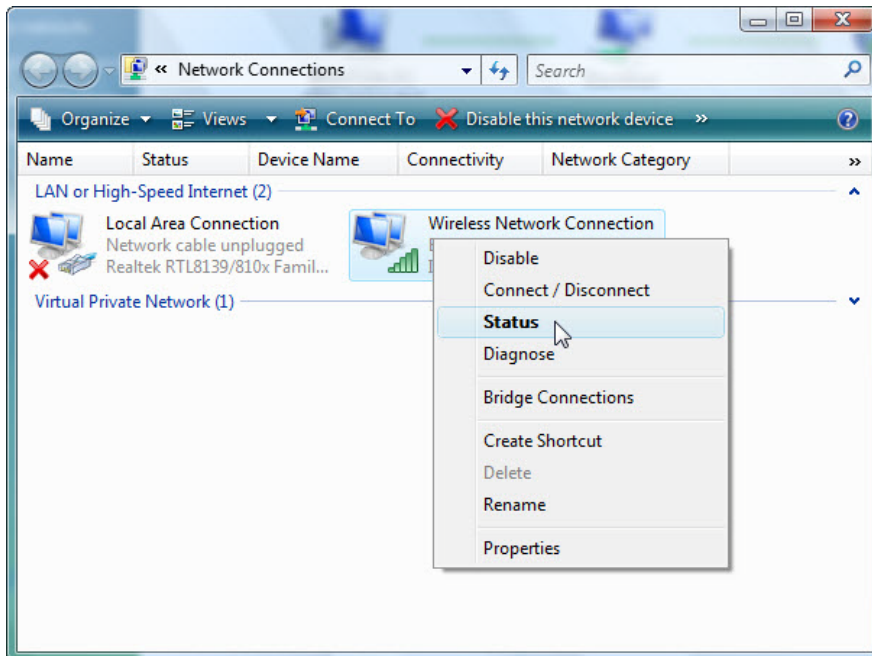 « Network Connections
Search
Organize Views Connect To Disable this network device »
Name Status Device Name Connectivity Network Category »
LAN or High-Speed Internet (2)
Local Area Connection
Network cable unplugged
Realtek RTL8139/810x Famil...
Wireless Network Connection
Disable
Connect / Disconnect
Status
Diagnose
Bridge Connections
Create Shortcut
Delete
Rename
Properties
Virtual Private Network (1)